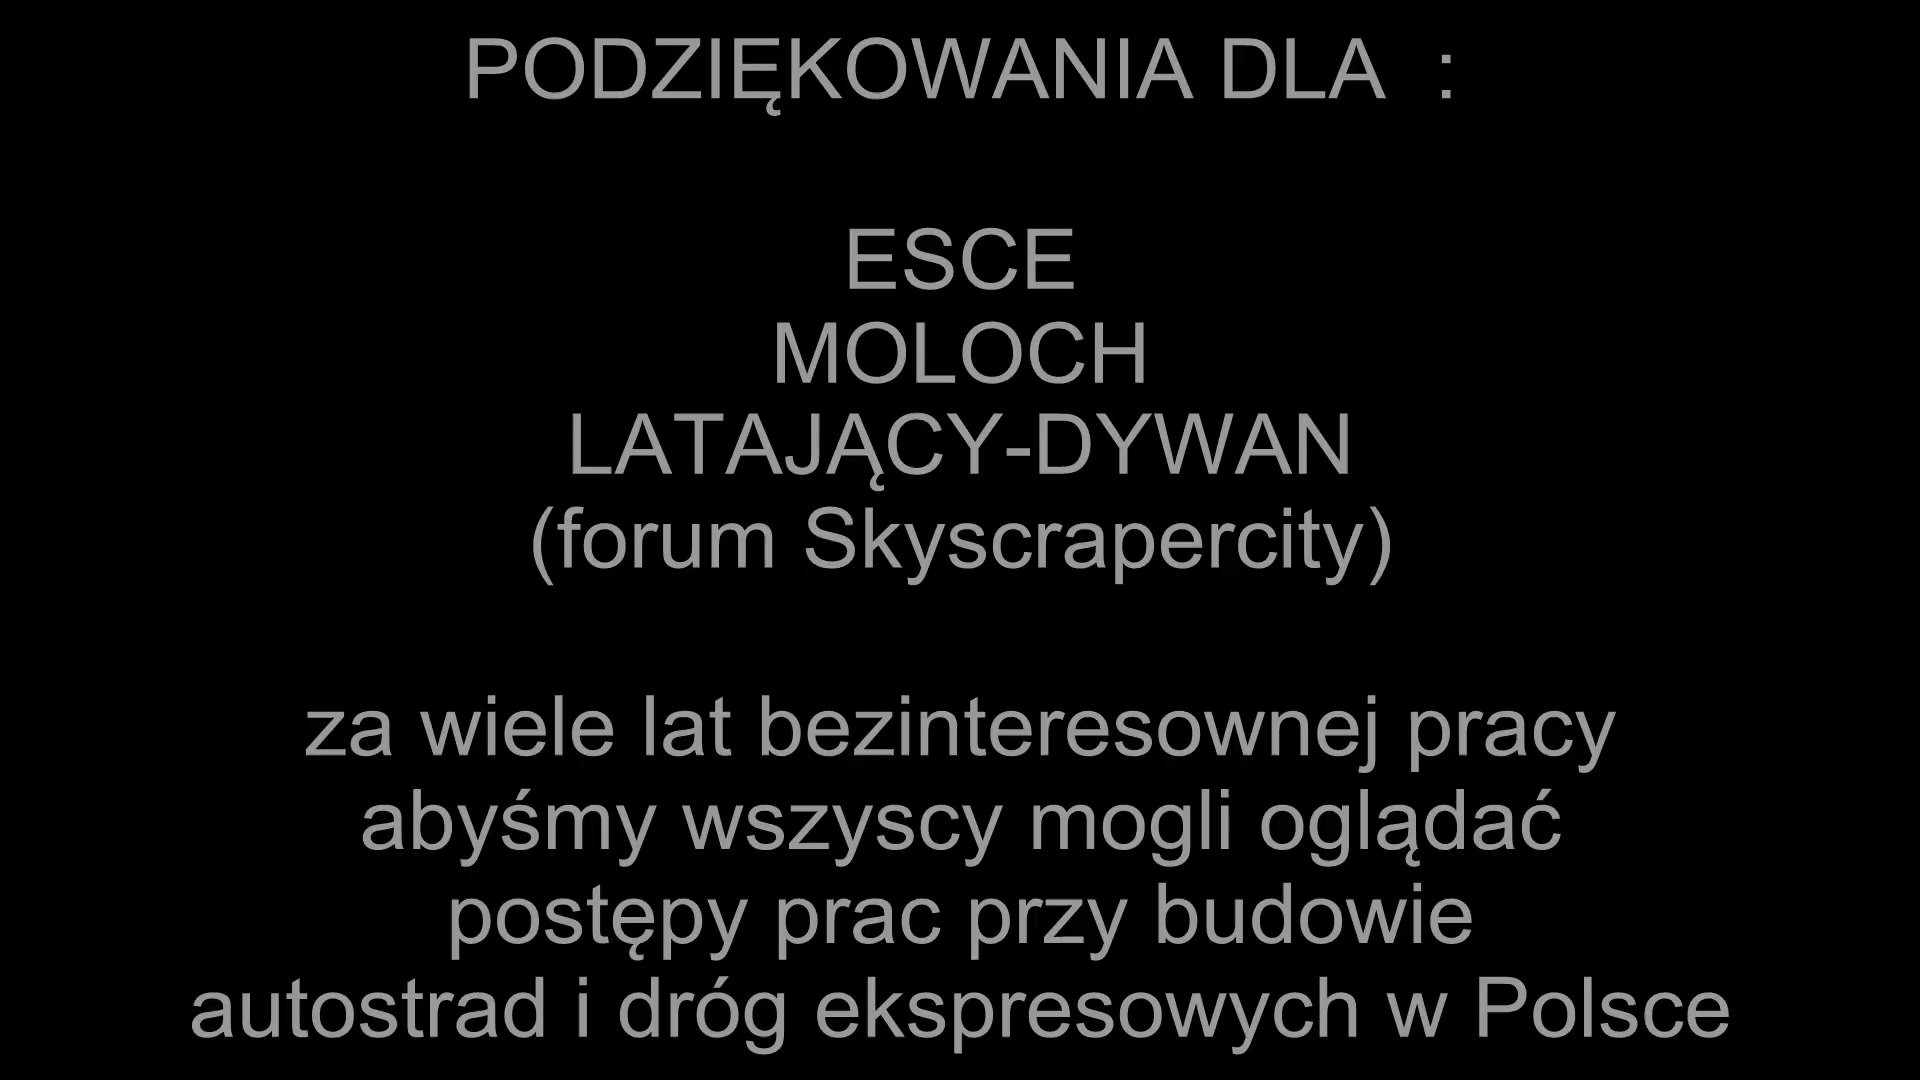 PODZIĘKOWANIA DLA  :
ESCE
MOLOCH
LATAJĄCY-DYWAN
(forum Skyscrapercity)
za wiele lat bezinteresownej pracy
abyśmy wszyscy mogli oglądać
postępy prac przy budowie
autostrad i dróg ekspresowych w Polsce